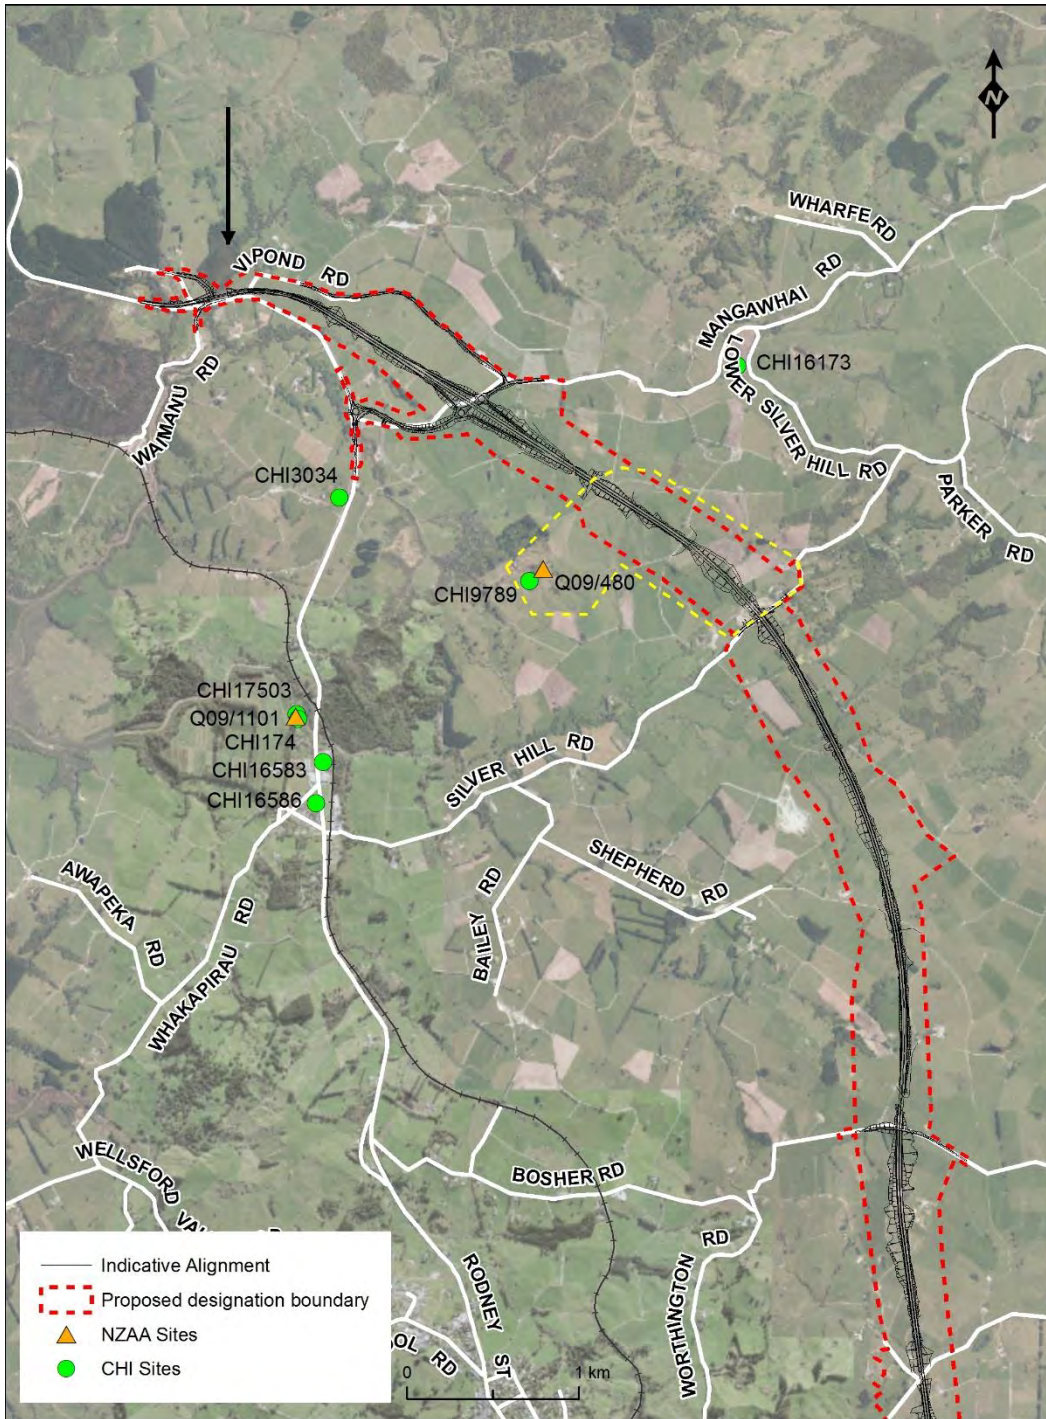 N
WHARFE RD
VIPOND RD
MANGAWHAI RD
CHI16173
LOWER SILVER HILL RD
WAIMANU RD
CHI3034
PARKER RD
CHI9789
Q09/480
CHI17503
Q09/1101
CHI174
CHI16583
CHI16586
SILVER HILL RD
SHEPHERD RD
AWAPEKA RD
BAILEY RD
WHAKAPIRAU RD
WELLSFORD
BOSHER RD
WORTHINGTON RD
RODNEY ST
RD
Indicative Alignment
Proposed designation boundary
NZAA Sites
CHI Sites
0 1 km